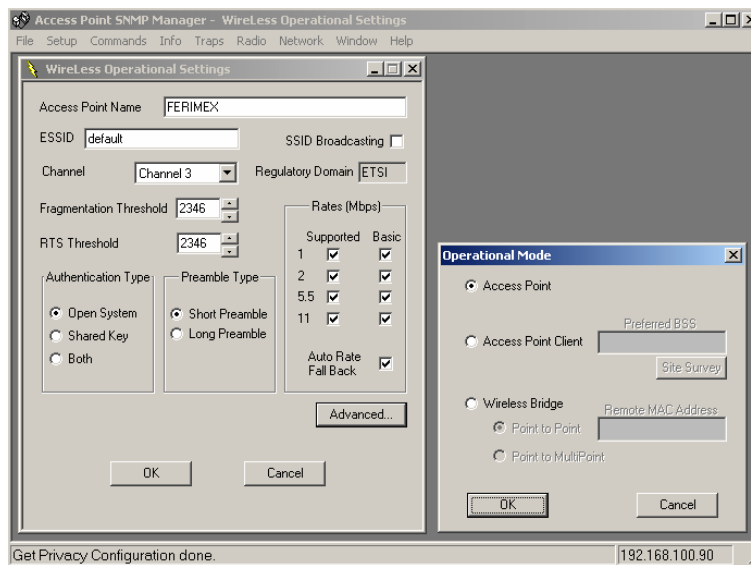 Access Point SNMP Manager - WireLess Operational Settings
File Setup Commands Info Traps Radio Network Window Help
WireLess Operational Settings
Access Point Name FERIMEX
ESSID default
SSID Broadcasting
Channel Channel 3
Regulatory Domain ETSI
Fragmentation Threshold 2346
RTS Threshold 2346
Rates (Mbps)
Supported Basic
1
2
5.5
11
Auto Rate
Fall Back
Authentication Type
Open System
Shared Key
Both
Preamble Type
Short Preamble
Long Preamble
Advanced...
OK Cancel
Operational Mode
Access Point
Preferred BSS
Access Point Client
Site Survey
Wireless Bridge
Remote MAC Address
Point to Point
Point to MultiPoint
OK Cancel
Get Privacy Configuration done.
192.168.100.90